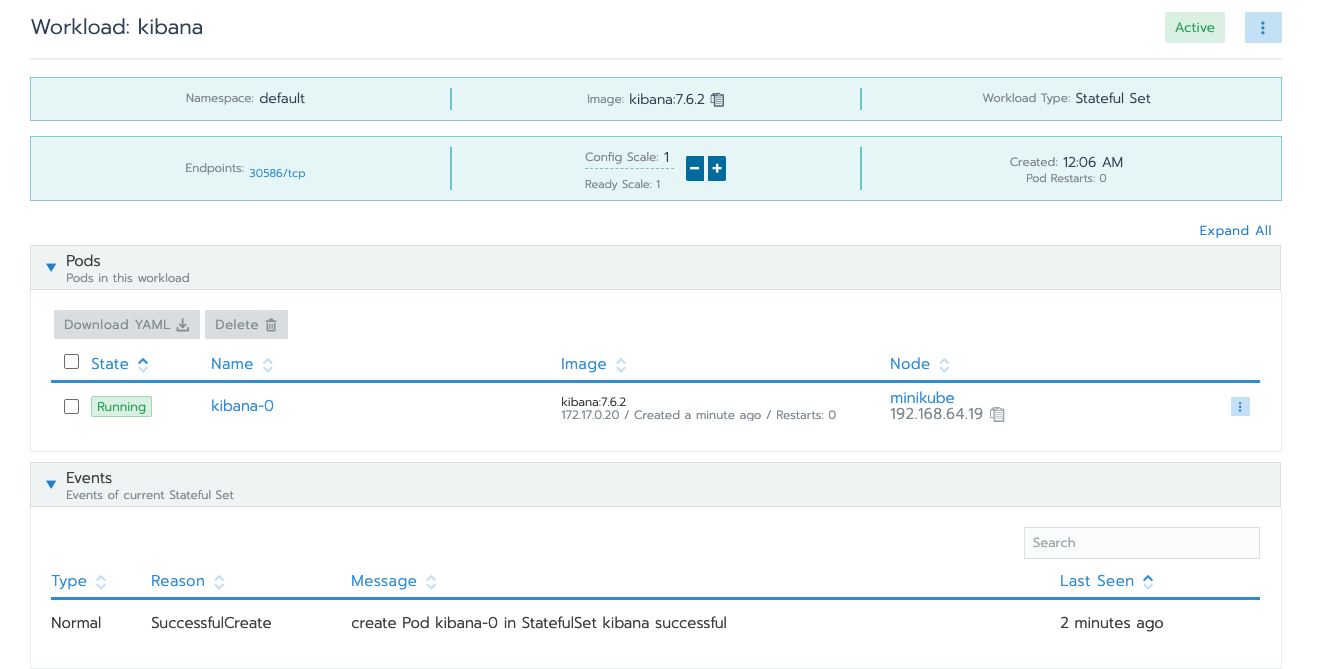 Workload: kibana
Active
Namespace: default
Image: kibana:7.6.2
Workload Type: Stateful Set
Endpoints: 30586/tcp
Config Scale: 1
Ready Scale: 1
Created: 12:06 AM
Pod Restarts: 0
Expand All
Pods
Pods in this workload
Download YAML
Delete
State Name Image Node
Running kibana-0
kibana:7.6.2
172.17.0.20 / Created a minute ago / Restarts: 0
minikube
192.168.64.19
Events
Events of current Stateful Set
Search
Type Reason Message Last Seen
Normal SuccessfulCreate create Pod kibana-0 in StatefulSet kibana successful 2 minutes ago